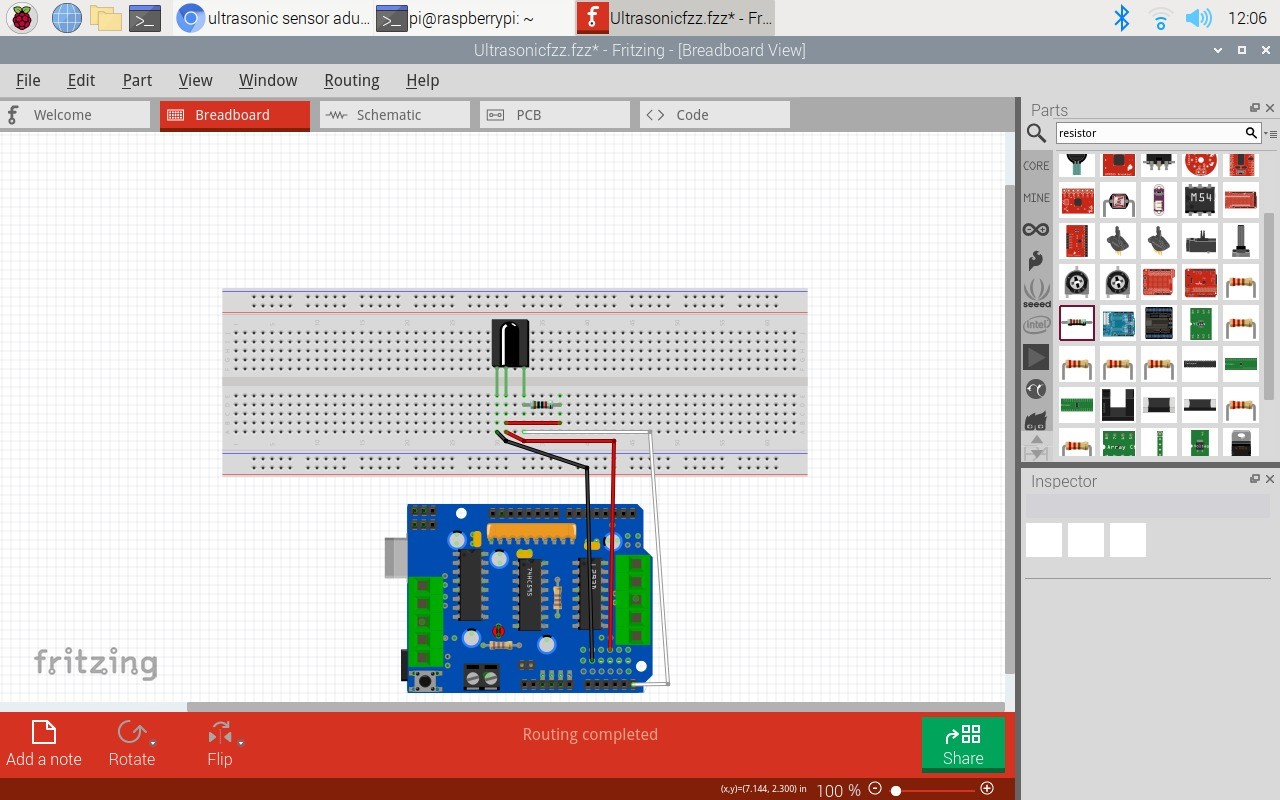 ultrasonic sensor adu...
pi@raspberrypi: ~
Ultrasonicfzz.fzz* - Fr...
12:06
Ultrasonicfzz.fzz* - Fritzing - [Breadboard View]
File Edit Part View Window Routing Help
Welcome
Breadboard
Schematic
PCB
Code
Parts
resistor
CORE
MINE
M54
seeed
intel
Array
Inspector
74HC595
L293D
fritzing
Add a note
Rotate
Flip
Routing completed
Share
(x,y)=(7.144, 2.300) in
100 %